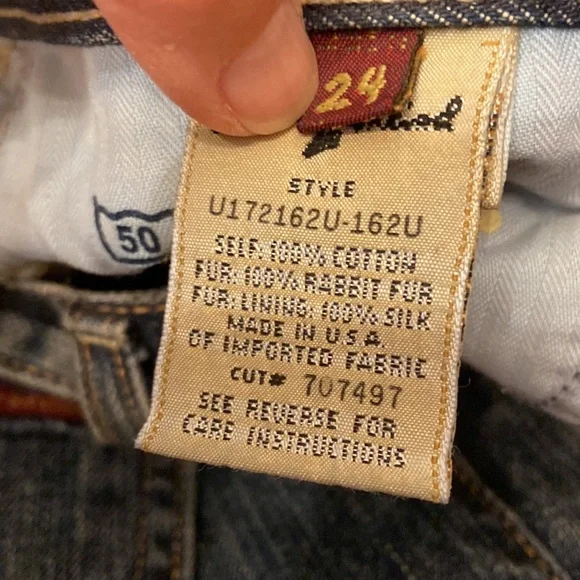 24
STYLE
U172162U-162U
SELF: 100% COTTON
FUR: 100% RABBIT FUR
FUR: LINING: 100% SILK
MADE IN U.S.A.
OF IMPORTED FABRIC
CUT# 707497
SEE REVERSE FOR
CARE INSTRUCTIONS
50